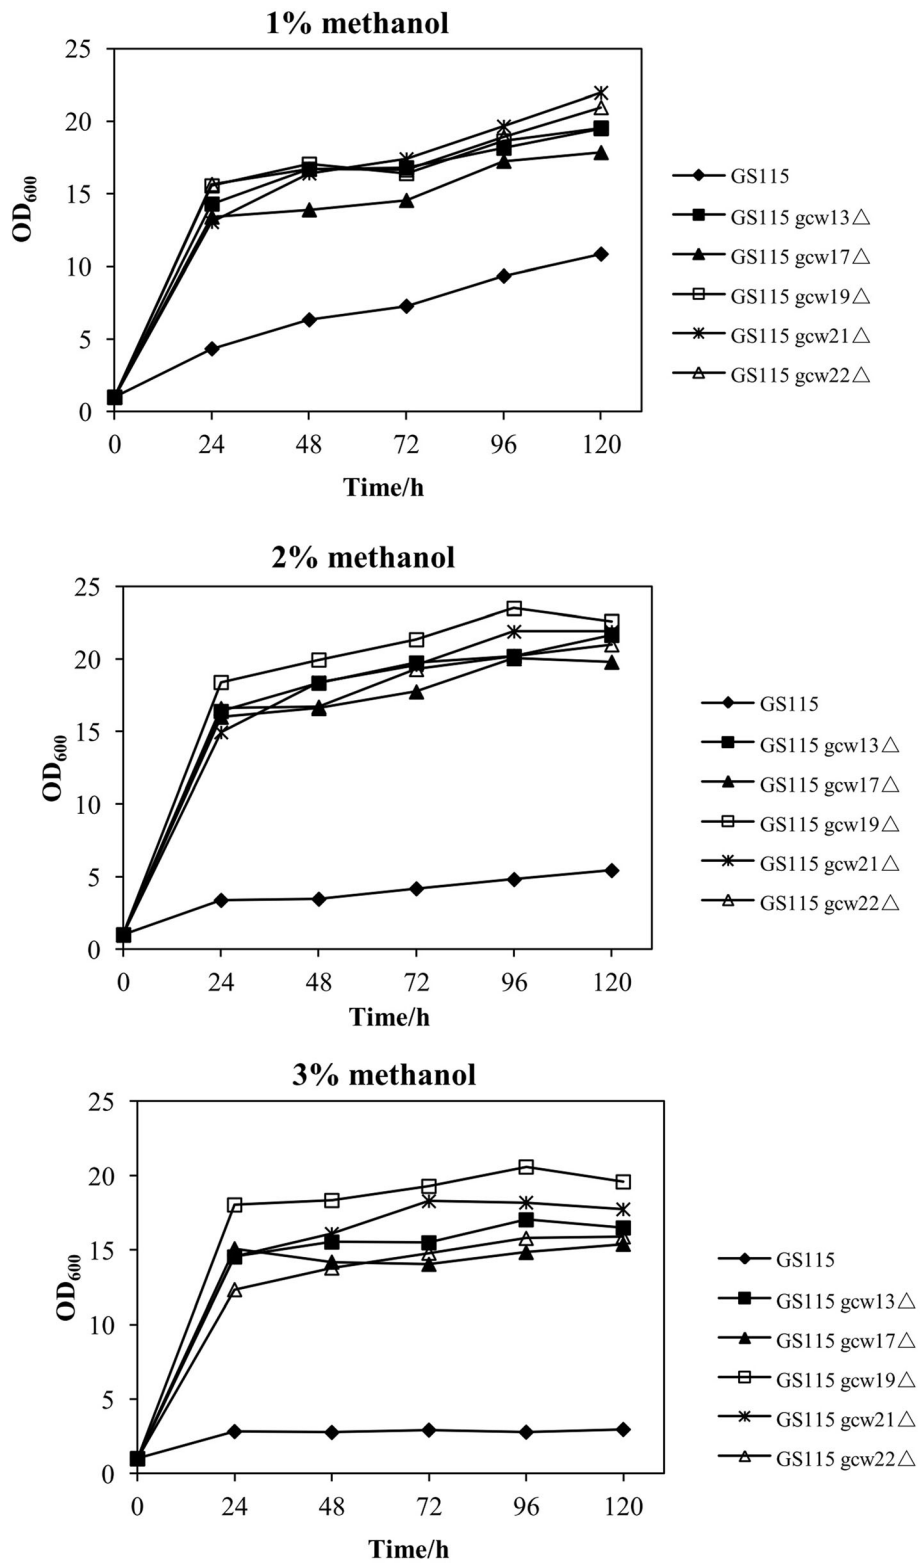 1% methanol
25
20
15
10
5
0
OD600
0 24 48 72 96 120
Time/h
GS115
GS115 gcw13△
GS115 gcw17△
GS115 gcw19△
GS115 gcw21△
GS115 gcw22△
2% methanol
25
20
15
10
5
0
OD600
0 24 48 72 96 120
Time/h
GS115
GS115 gcw13△
GS115 gcw17△
GS115 gcw19△
GS115 gcw21△
GS115 gcw22△
3% methanol
25
20
15
10
5
0
OD600
0 24 48 72 96 120
Time/h
GS115
GS115 gcw13△
GS115 gcw17△
GS115 gcw19△
GS115 gcw21△
GS115 gcw22△